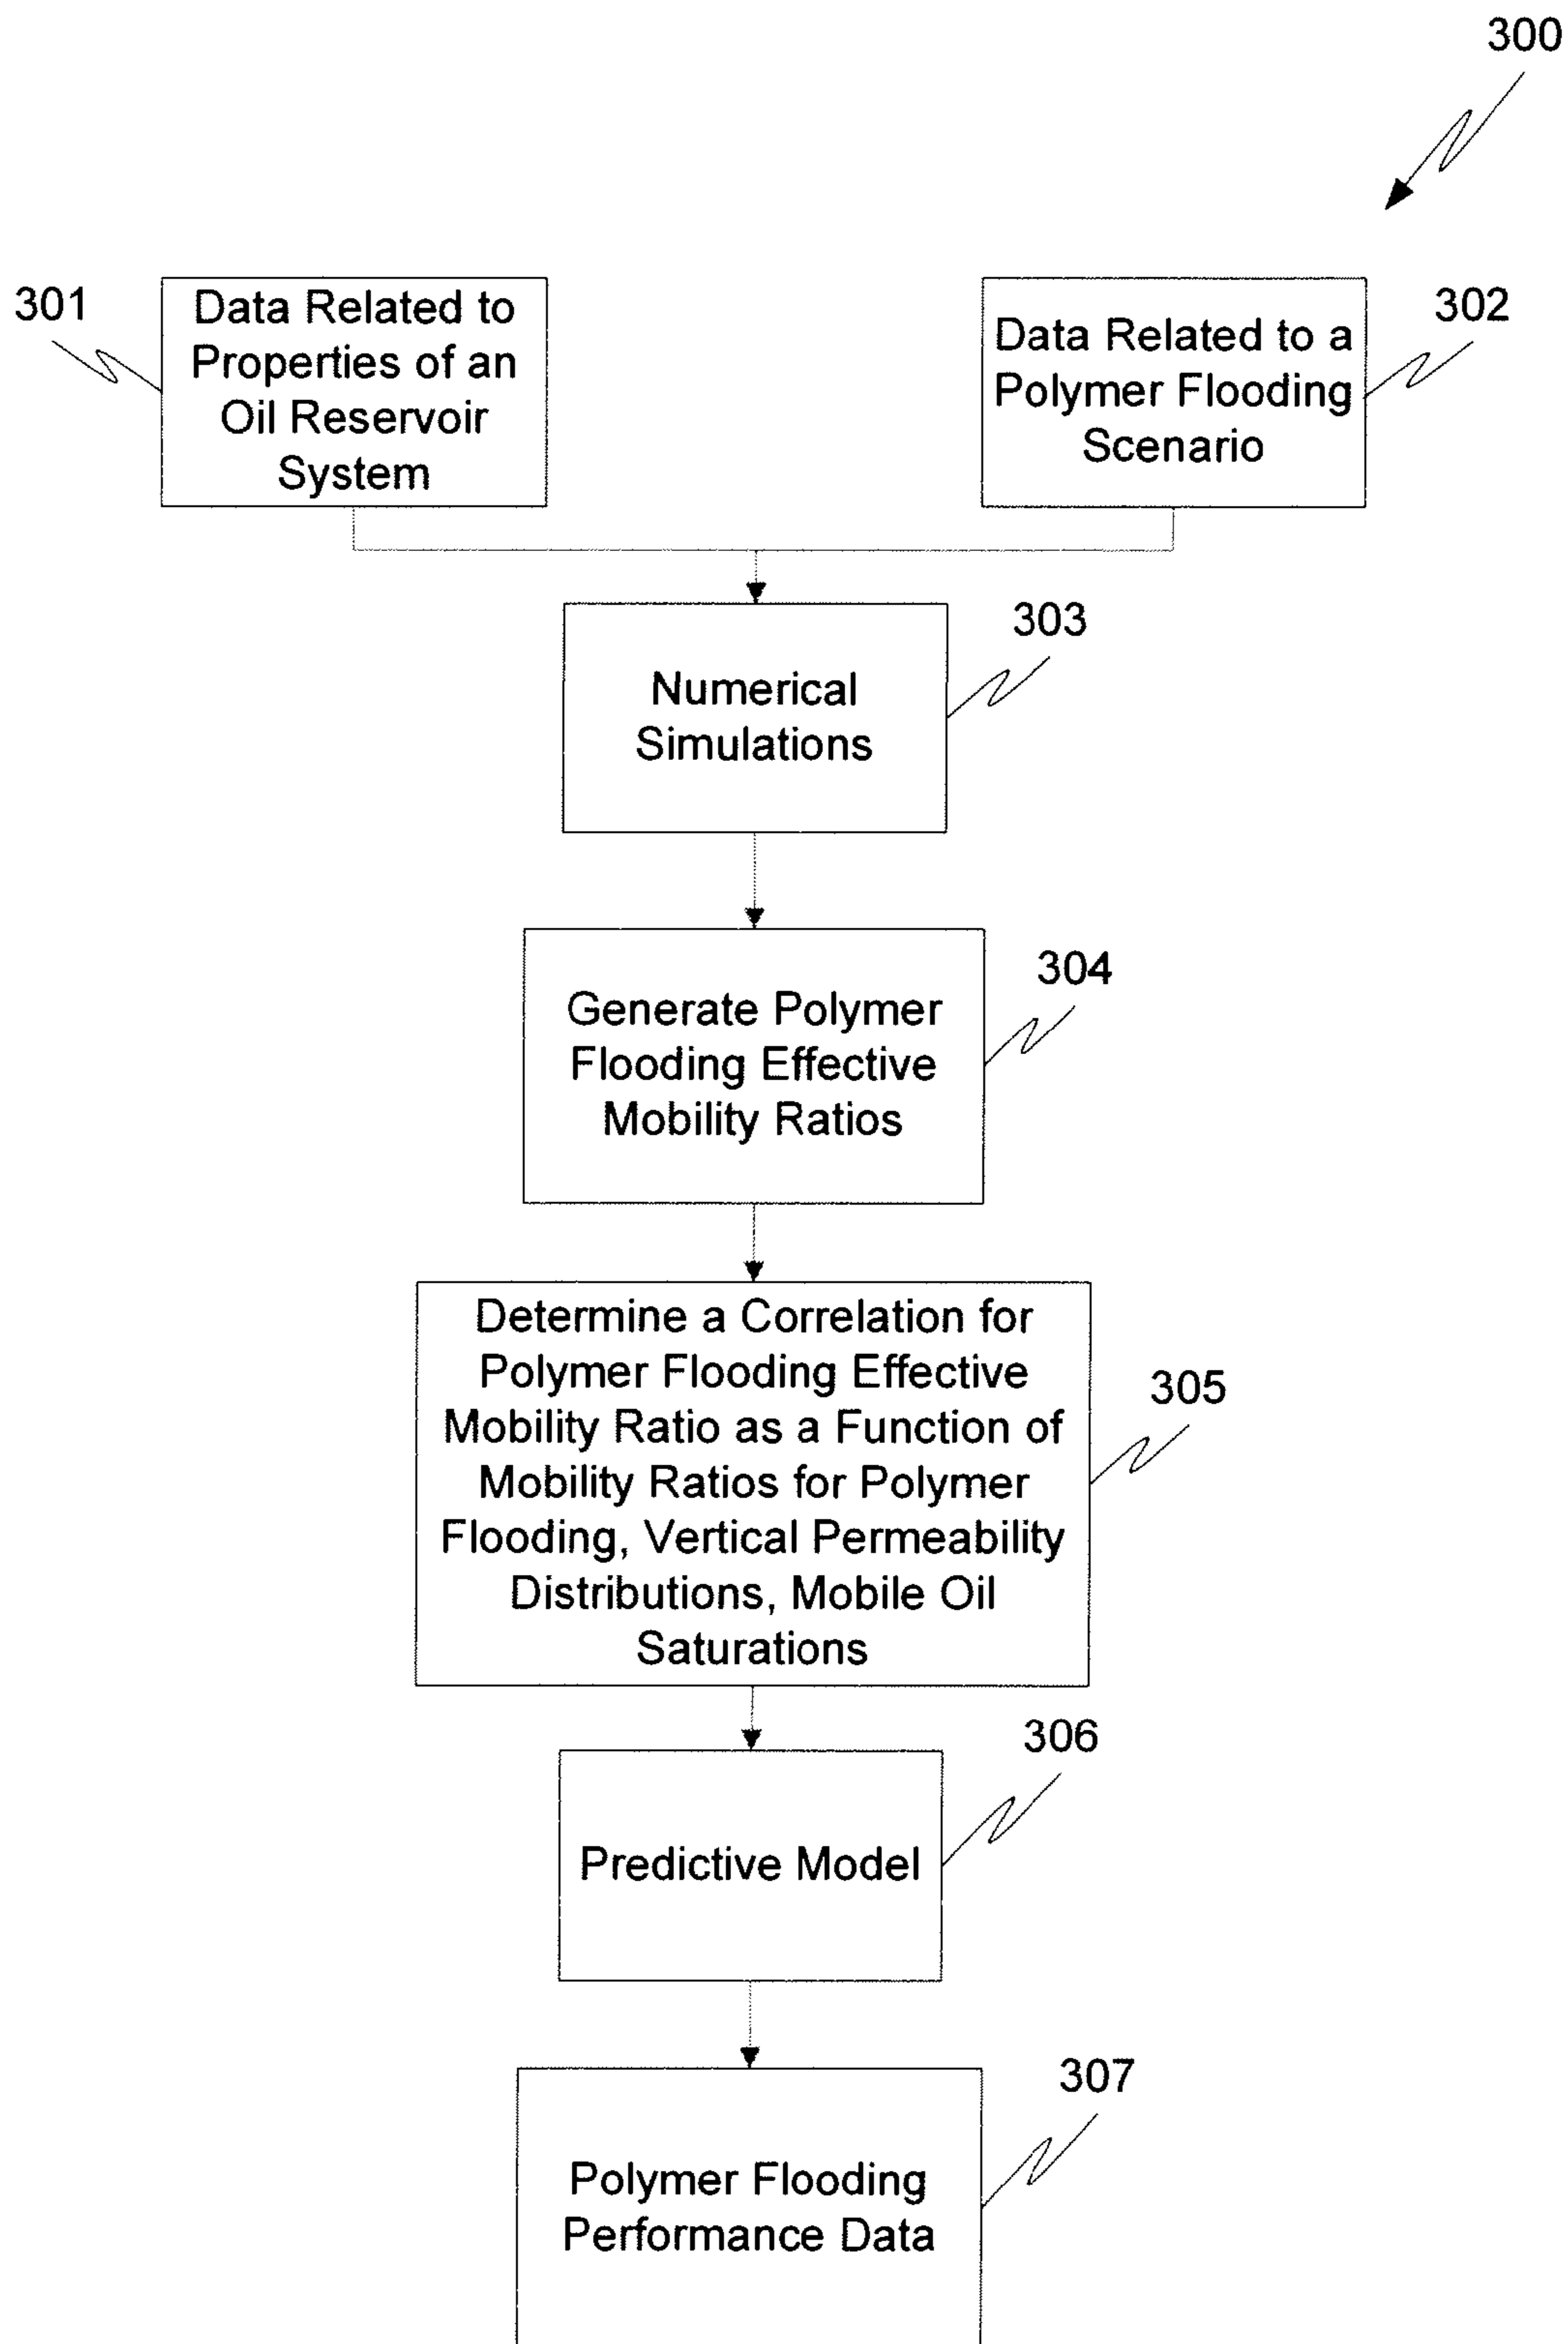 300
301
Data Related to
Properties of an
Oil Reservoir
System
Data Related to a
Polymer Flooding
Scenario
302
303
Numerical
Simulations
304
Generate Polymer
Flooding Effective
Mobility Ratios
305
Determine a Correlation for
Polymer Flooding Effective
Mobility Ratio as a Function of
Mobility Ratios for Polymer
Flooding, Vertical Permeability
Distributions, Mobile Oil
Saturations
306
Predictive Model
307
Polymer Flooding
Performance Data